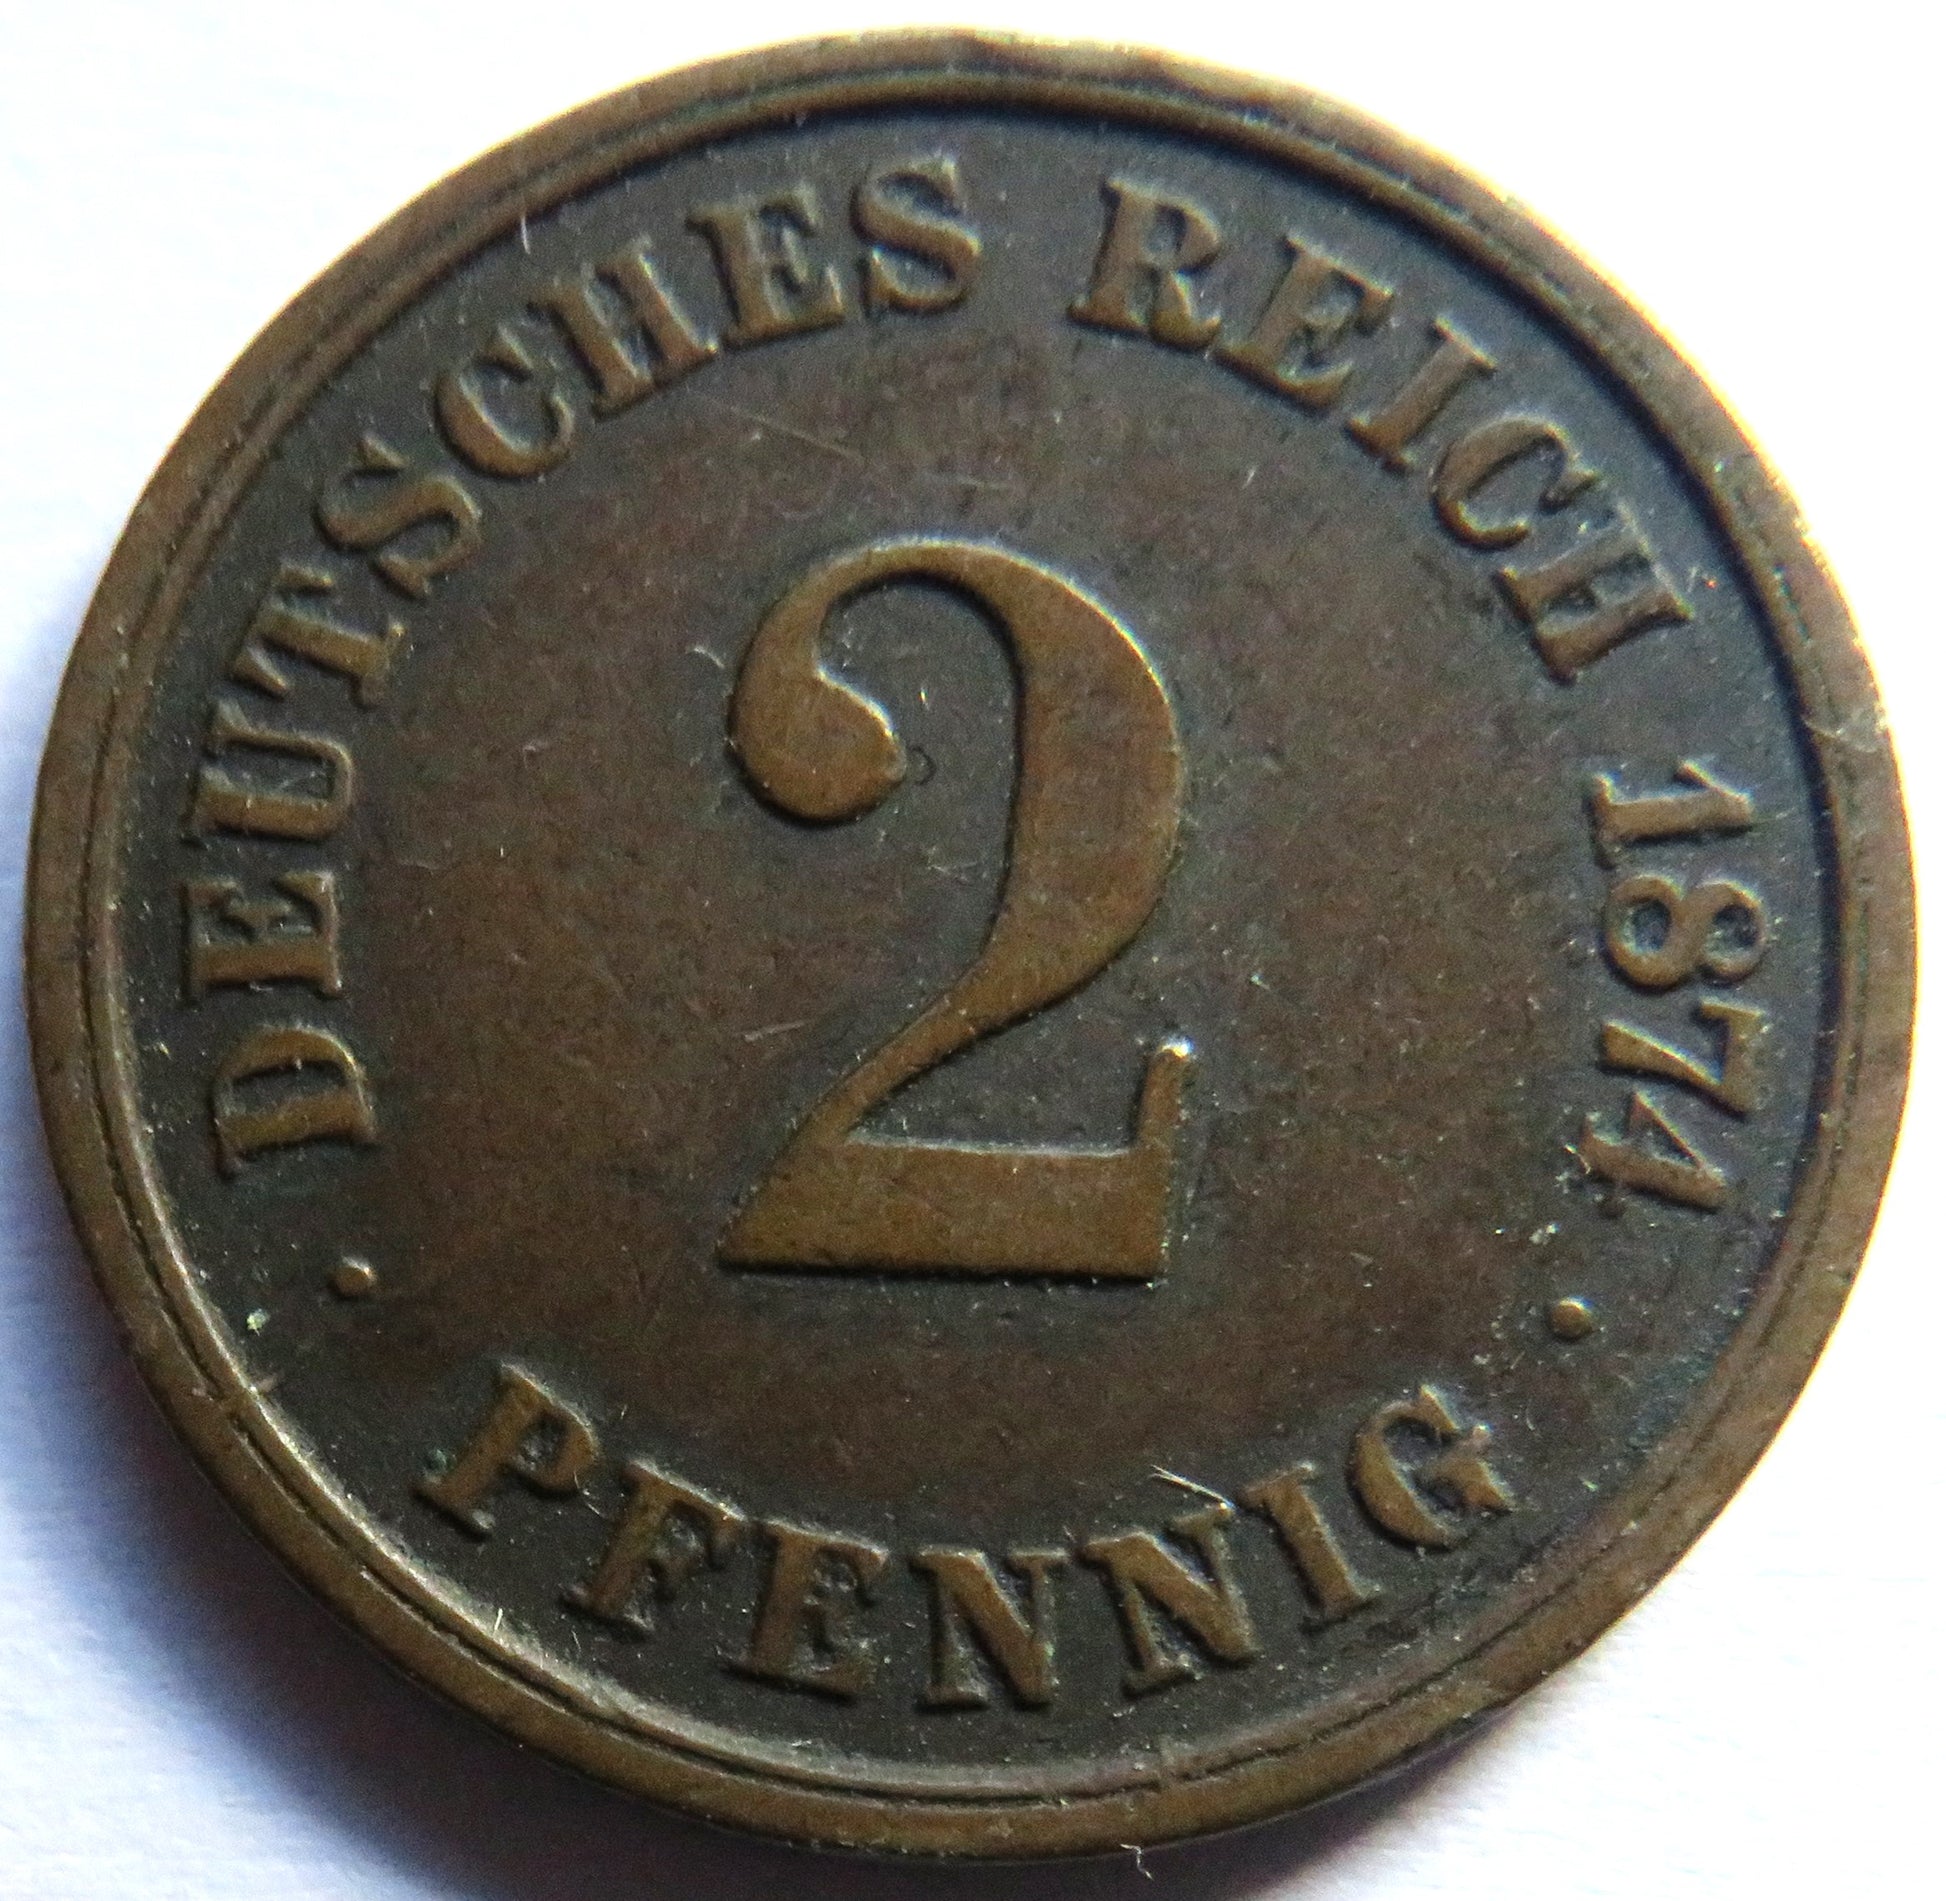 DEUTSCHES REICH 1874
2
· PFENNIG ·